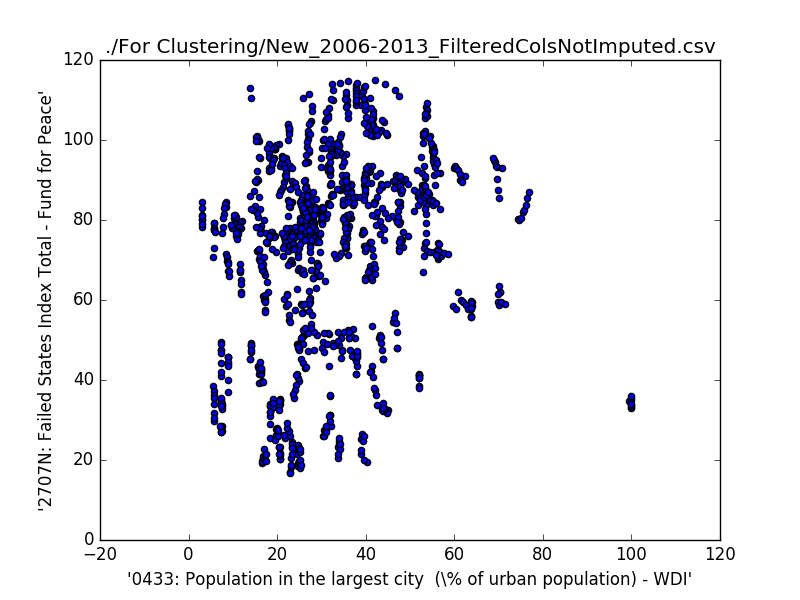 ./For Clustering/New_2006-2013_FilteredColsNotImputed.csv
120
100
80
60
40
20
0
'2707N: Failed States Index Total - Fund for Peace'
−20 0 20 40 60 80 100 120
'0433: Population in the largest city  (\% of urban population) - WDI'